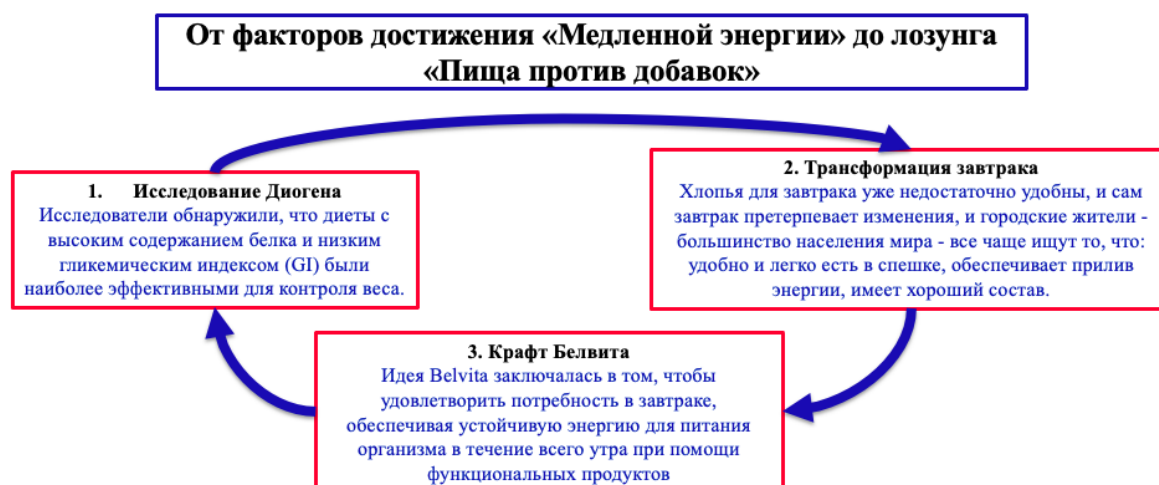 От факторов достижения «Медленной энергии» до лозунга
«Пища против добавок»
1. Исследование Диогена
Исследователи обнаружили, что диеты с
высоким содержанием белка и низким
гликемическим индексом (GI) были
наиболее эффективными для контроля веса.
2. Трансформация завтрака
Хлопья для завтрака уже недостаточно удобны, и сам
завтрак претерпевает изменения, и городские жители -
большинство населения мира - все чаще ищут то, что:
удобно и легко есть в спешке, обеспечивает прилив
энергии, имеет хороший состав.
3. Крафт Белвита
Идея Belvita заключалась в том, чтобы
удовлетворить потребность в завтраке,
обеспечивая устойчивую энергию для питания
организма в течение всего утра при помощи
функциональных продуктов